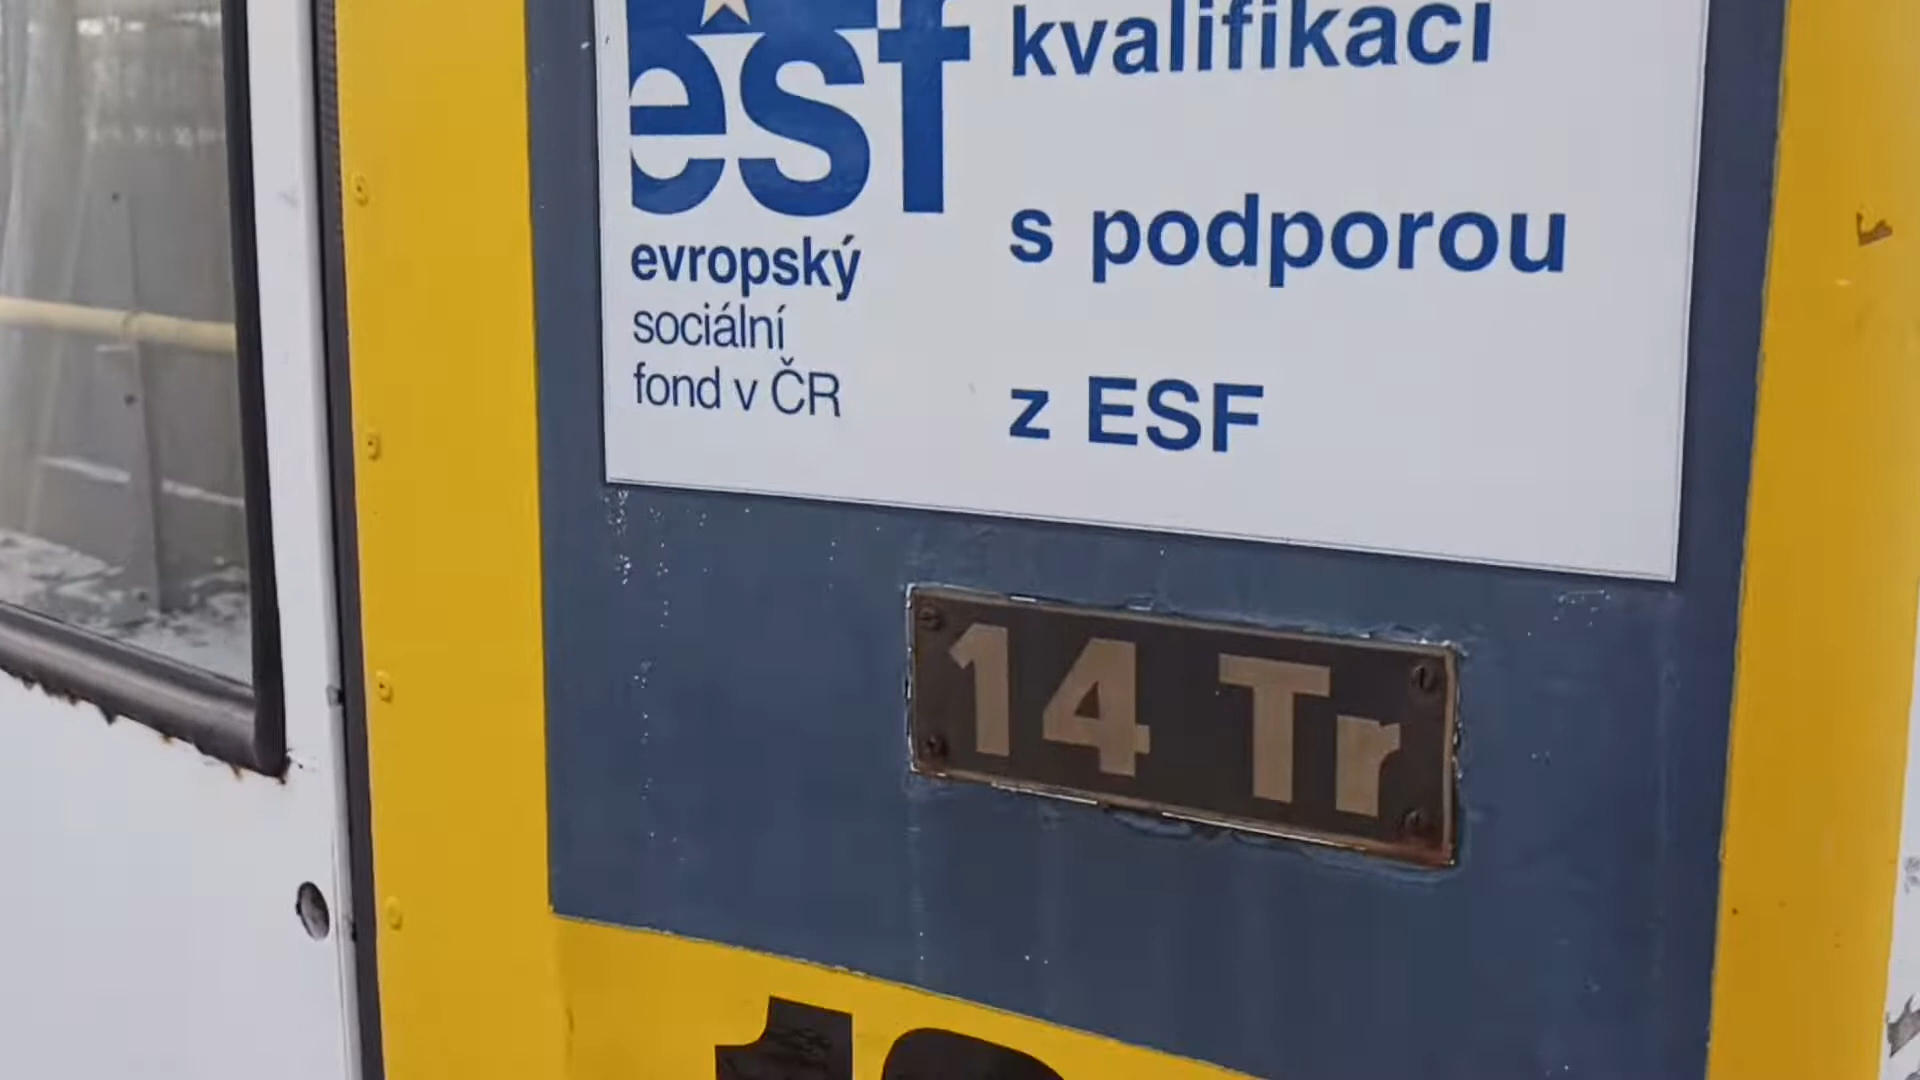 esf
kvalifikaci
s podporou
evropský
sociální
fond v ČR
z ESF
14 Tr